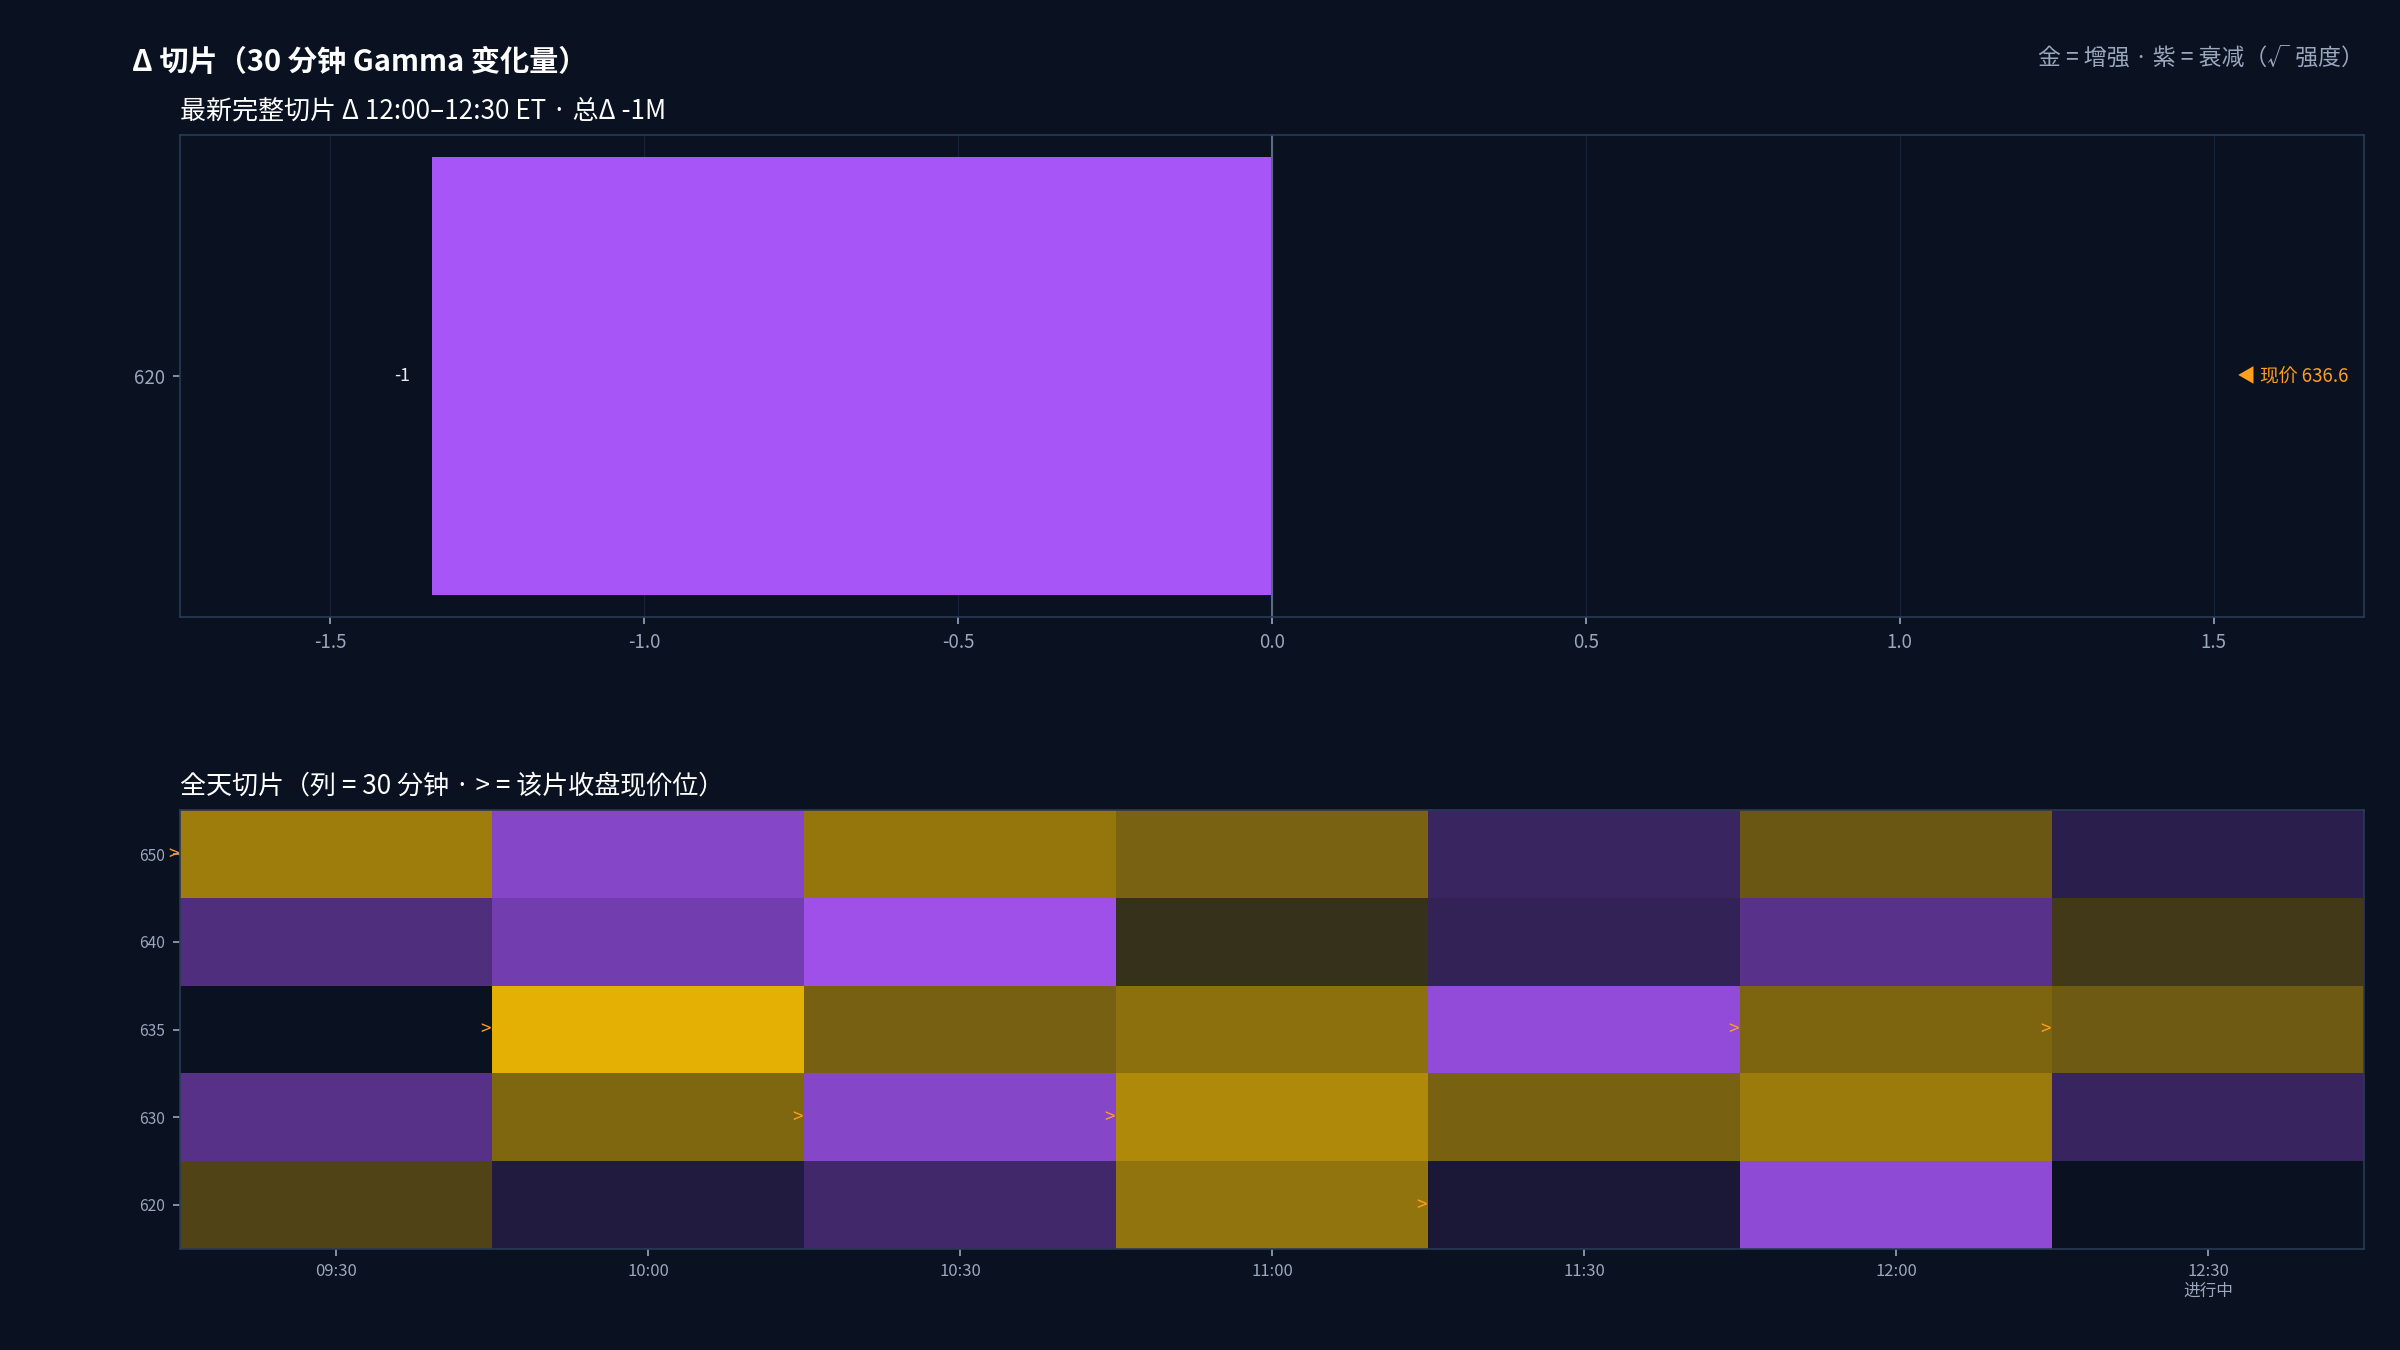 Δ 切片（30 分钟 Gamma 变化量）
金 = 增强 · 紫 = 衰减（√ 强度）
最新完整切片 Δ 12:00–12:30 ET · 总Δ -1M
620
-1
◀ 现价 636.6
-1.5 -1.0 -0.5 0.0 0.5 1.0 1.5
全天切片（列 = 30 分钟 · > = 该片收盘现价位）
650 >
640
635 > > >
630 > >
620 >
09:30 10:00 10:30 11:00 11:30 12:00 12:30
进行中